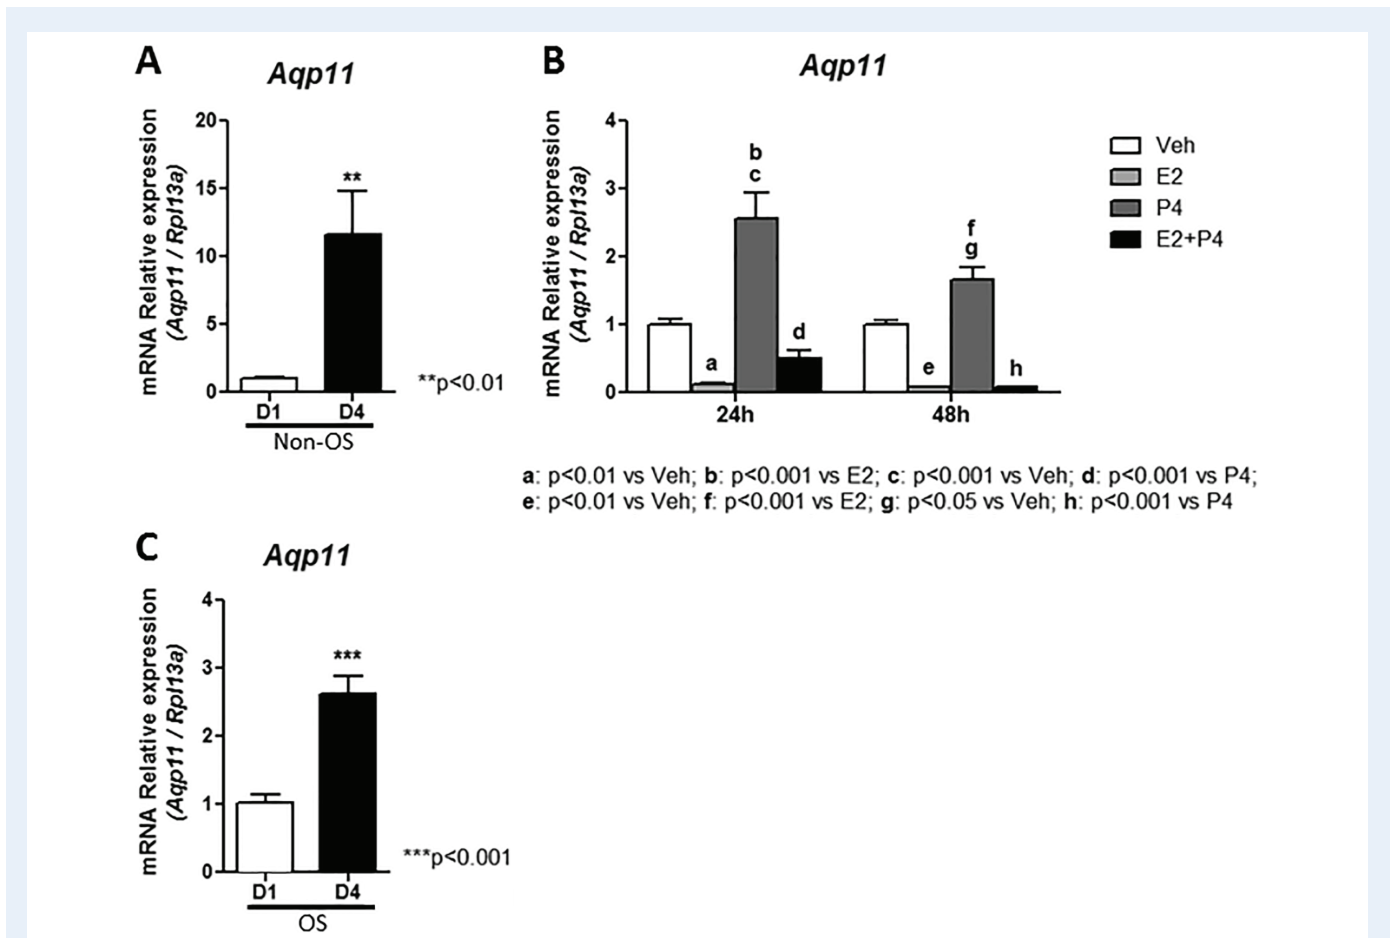 A
Aqp11
mRNA Relative expression
(Aqp11 / Rpl13a)
20
15
10
5
0
**
D1
D4
Non-OS
**p<0.01
B
Aqp11
mRNA Relative expression
(Aqp11 / Rpl13a)
4
3
2
1
0
a
b
c
d
e
f
g
h
24h
48h
Veh
E2
P4
E2+P4
a: p<0.01 vs Veh; b: p<0.001 vs E2; c: p<0.001 vs Veh; d: p<0.001 vs P4;
e: p<0.01 vs Veh; f: p<0.001 vs E2; g: p<0.05 vs Veh; h: p<0.001 vs P4
C
Aqp11
mRNA Relative expression
(Aqp11 / Rpl13a)
4
3
2
1
0
***
D1
D4
OS
***p<0.001